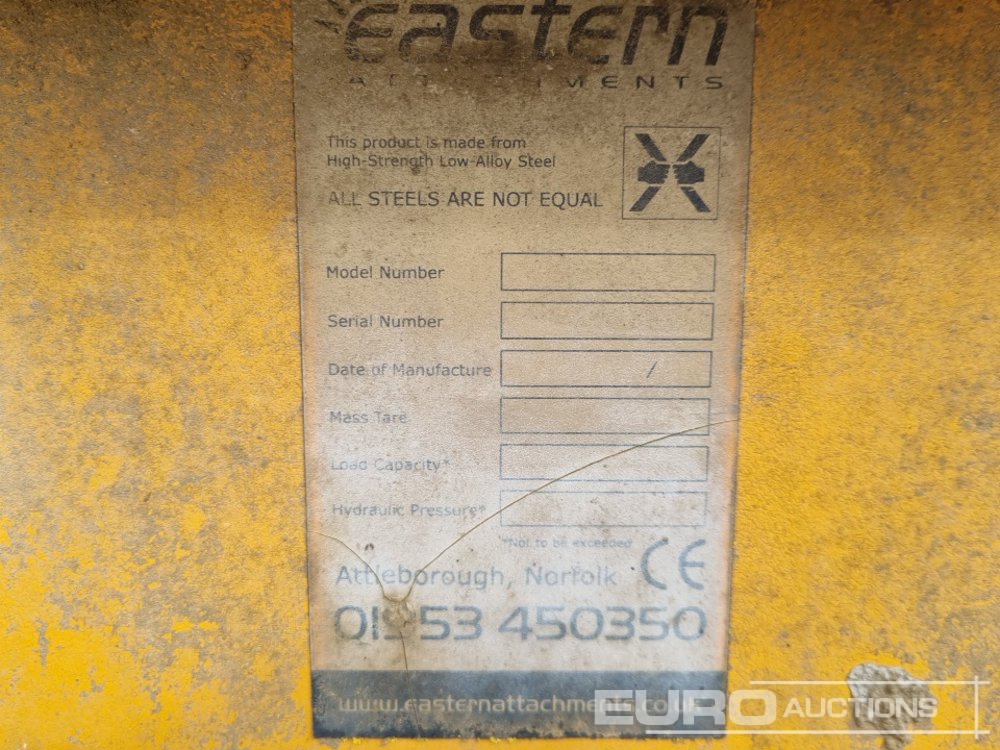 eastern
ATTACHMENTS
This product is made from
High-Strength Low-Alloy Steel
ALL STEELS ARE NOT EQUAL
Model Number
Serial Number
Date of Manufacture /
Mass Tare
Load Capacity*
Hydraulic Pressure*
*Not to be exceeded
Attleborough, Norfolk CE
01953 450350
www.easternattachments.co.uk
EURO AUCTIONS